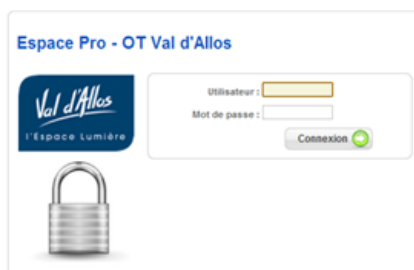 Espace Pro - OT Val d'Allos
Val d'Allos
l'Espace Lumière
Utilisateur :
Mot de passe :
Connexion